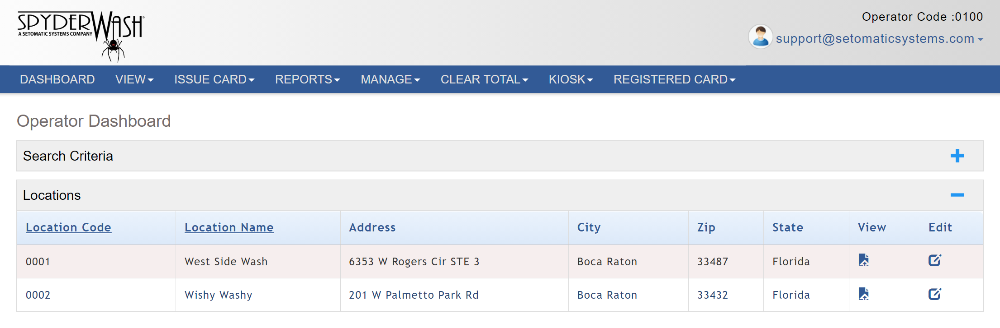 SPYDERWASH®
A SETOMATIC SYSTEMS COMPANY
Operator Code :0100
support@setomaticsystems.com
DASHBOARD VIEW ISSUE CARD REPORTS MANAGE CLEAR TOTAL KIOSK REGISTERED CARD
Operator Dashboard
Search Criteria
Locations
Location Code Location Name Address City Zip State View Edit
0001 West Side Wash 6353 W Rogers Cir STE 3 Boca Raton 33487 Florida
0002 Wishy Washy 201 W Palmetto Park Rd Boca Raton 33432 Florida